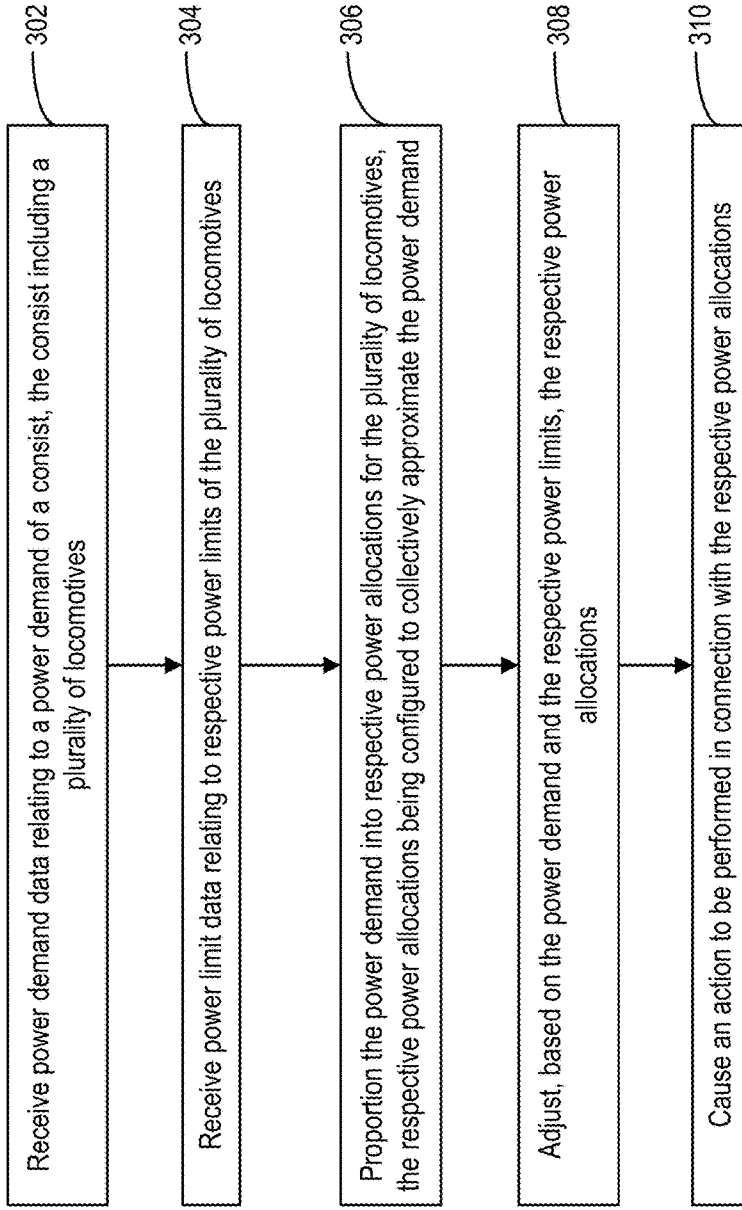 302
Receive power demand data relating to a power demand of a consist, the consist including a
plurality of locomotives
304
Receive power limit data relating to respective power limits of the plurality of locomotives
306
Proportion the power demand into respective power allocations for the plurality of locomotives,
the respective power allocations being configured to collectively approximate the power demand
308
Adjust, based on the power demand and the respective power limits, the respective power
allocations
310
Cause an action to be performed in connection with the respective power allocations